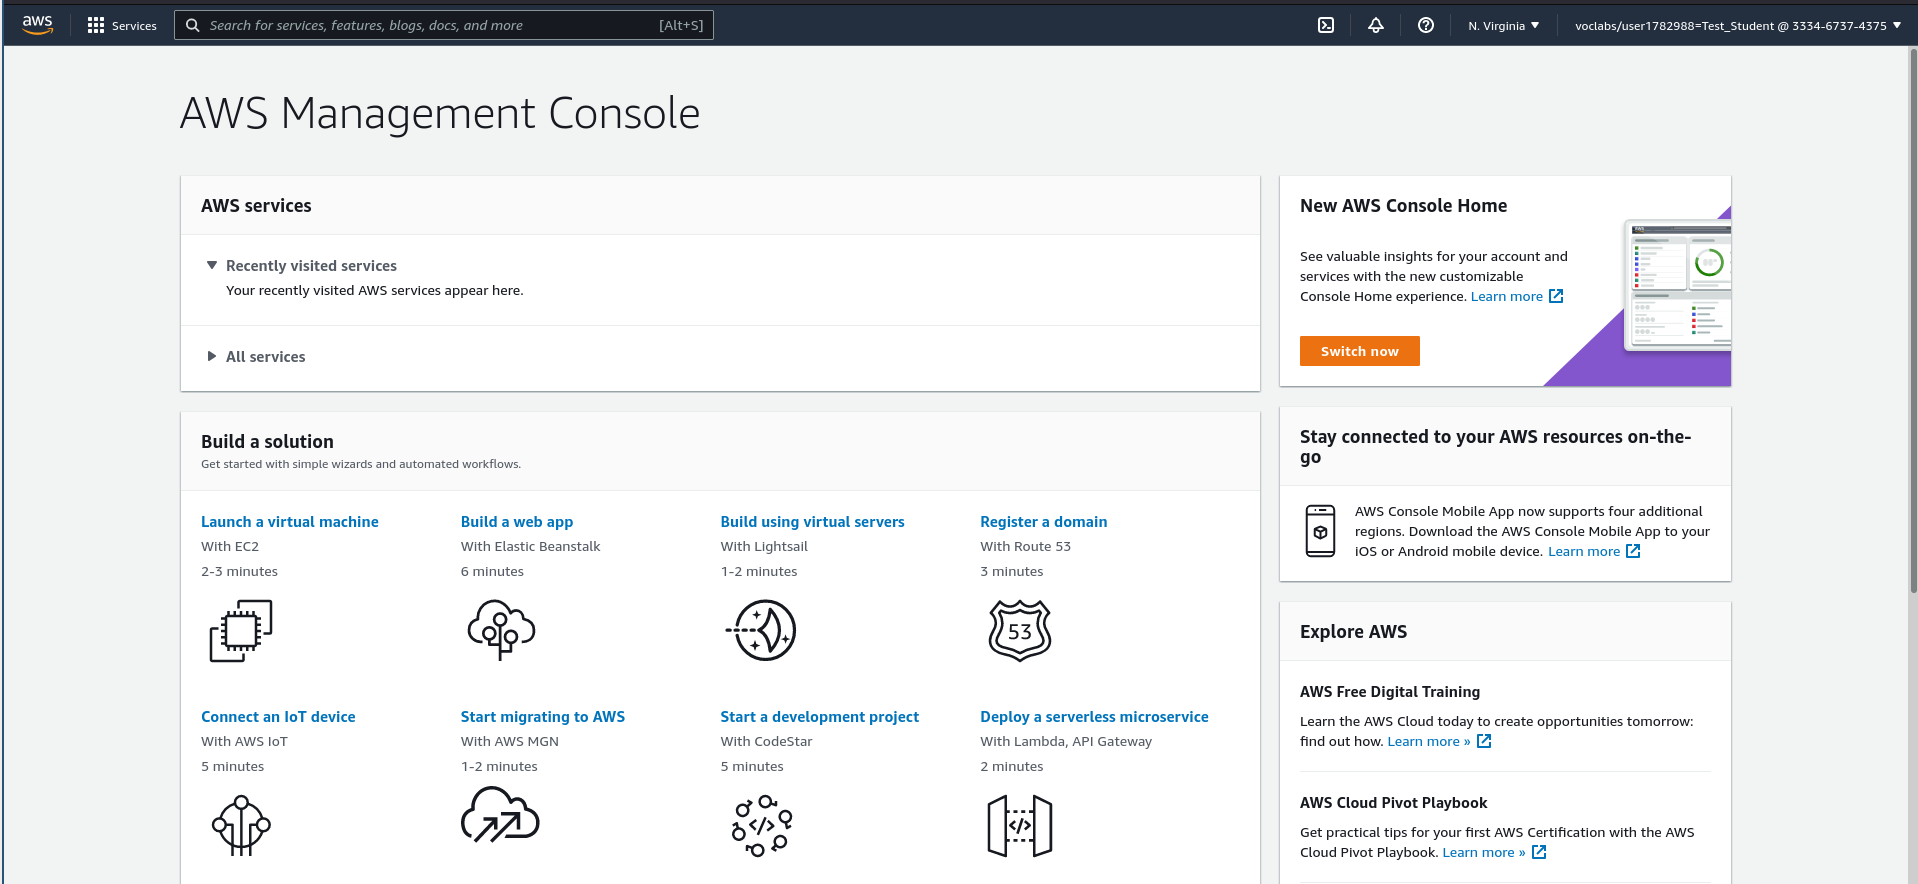 aws
Services
Search for services, features, blogs, docs, and more
[Alt+S]
N. Virginia
voclabs/user1782988=Test_Student @ 3334-6737-4375
AWS Management Console
AWS services
Recently visited services
Your recently visited AWS services appear here.
All services
Build a solution
Get started with simple wizards and automated workflows.
Launch a virtual machine
With EC2
2-3 minutes
Build a web app
With Elastic Beanstalk
6 minutes
Build using virtual servers
With Lightsail
1-2 minutes
Register a domain
With Route 53
3 minutes
53
Connect an IoT device
With AWS IoT
5 minutes
Start migrating to AWS
With AWS MGN
1-2 minutes
Start a development project
With CodeStar
5 minutes
</>
Deploy a serverless microservice
With Lambda, API Gateway
2 minutes
</>
New AWS Console Home
See valuable insights for your account and
services with the new customizable
Console Home experience. Learn more
Switch now
Stay connected to your AWS resources on-the-
go
AWS Console Mobile App now supports four additional
regions. Download the AWS Console Mobile App to your
iOS or Android mobile device. Learn more
Explore AWS
AWS Free Digital Training
Learn the AWS Cloud today to create opportunities tomorrow:
find out how. Learn more »
AWS Cloud Pivot Playbook
Get practical tips for your first AWS Certification with the AWS
Cloud Pivot Playbook. Learn more »